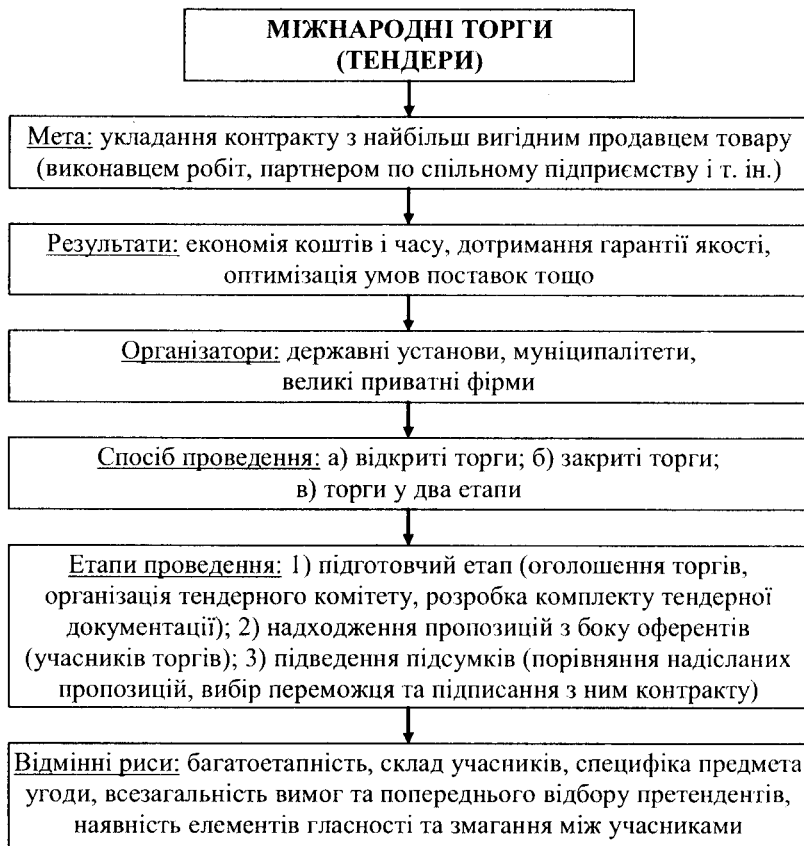 МІЖНАРОДНІ ТОРГИ
(ТЕНДЕРИ)
Мета: укладання контракту з найбільш вигідним продавцем товару
(виконавцем робіт, партнером по спільному підприємству і т. ін.)
Результати: економія коштів і часу, дотримання гарантії якості,
оптимізація умов поставок тощо
Організатори: державні установи, муніципалітети,
великі приватні фірми
Спосіб проведення: а) відкриті торги; б) закриті торги;
в) торги у два етапи
Етапи проведення: 1) підготовчий етап (оголошення торгів,
організація тендерного комітету, розробка комплекту тендерної
документації); 2) надходження пропозицій з боку оферентів
(учасників торгів); 3) підведення підсумків (порівняння надісланих
пропозицій, вибір переможця та підписання з ним контракту)
Відмінні риси: багатоетапність, склад учасників, специфіка предмета
угоди, всезагальність вимог та попереднього відбору претендентів,
наявність елементів гласності та змагання між учасниками